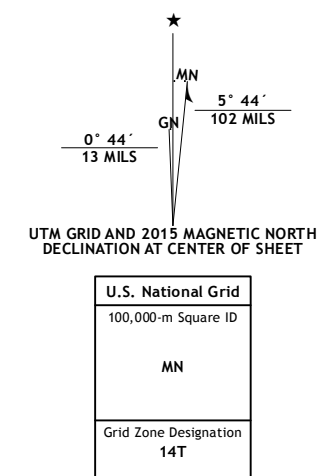 ★
MN
GN
5° 44´
102 MILS
0° 44´
13 MILS
UTM GRID AND 2015 MAGNETIC NORTH
DECLINATION AT CENTER OF SHEET
U.S. National Grid
100,000-m Square ID
MN
Grid Zone Designation
14T